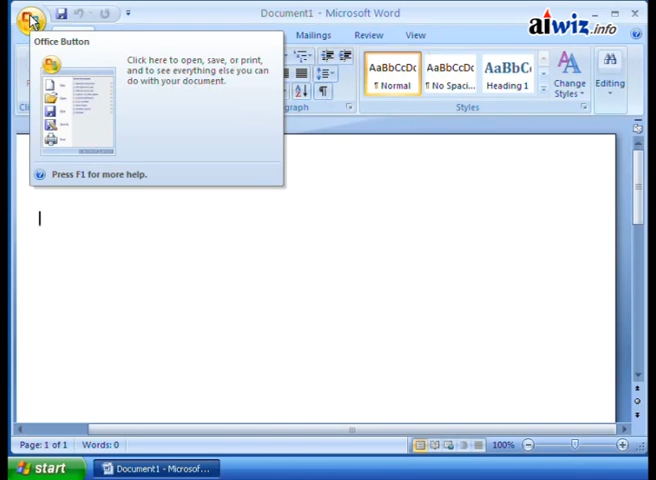 Document1 - Microsoft Word
aiwiz.info
Office Button
Click here to open, save, or print,
and to see everything else you can
do with your document.
Press F1 for more help.
Mailings Review View
AaBbCcDc AaBbCcDc AaBbC
¶ Normal ¶ No Spaci... Heading 1
Change
Styles
Editing
Styles
Page: 1 of 1 Words: 0 100%
start Document1 - Microsof...